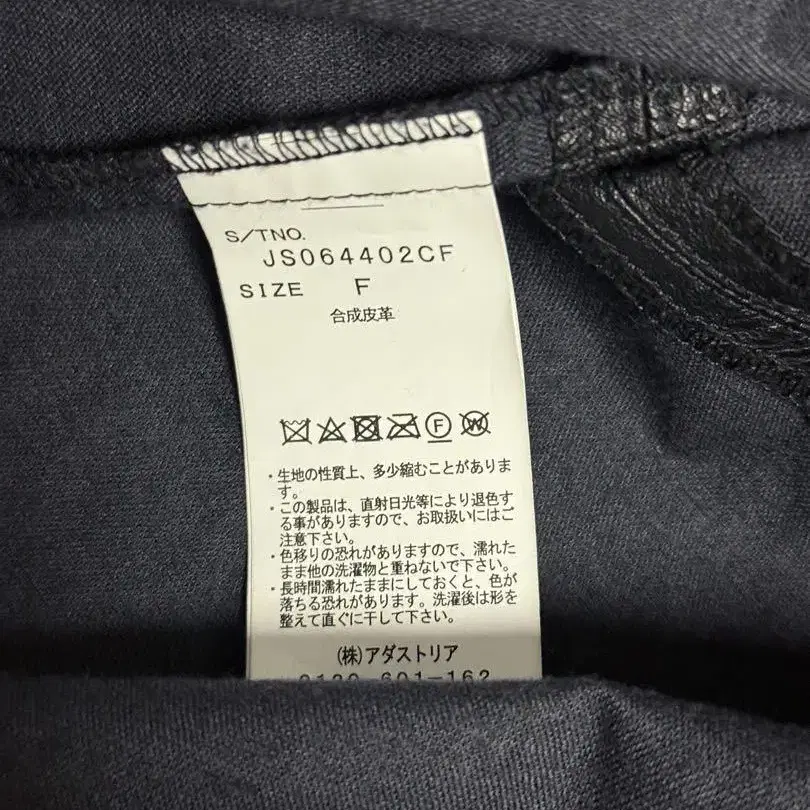 S/TNO.
JS064402CF
SIZE F
合成皮革
F W
・生地の性質上、多少縮むことがありま
す。
・この製品は、直射日光等により退色す
る事がありますので、お取扱いにはご
注意下さい。
・色移りの恐れがありますので、濡れた
まま他の洗濯物と重ねないで下さい。
・長時間濡れたままにしておくと、色が
落ちる恐れがあります。洗濯後は形を
整えて直ぐに干して下さい。
(株)アダストリア
0120-601-162